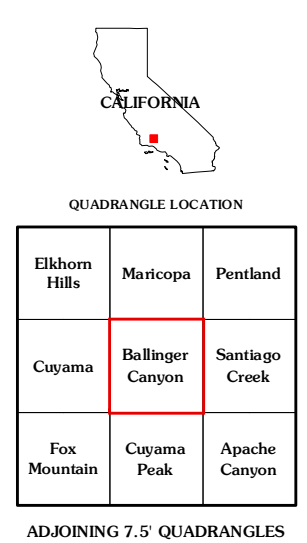 CALIFORNIA
QUADRANGLE LOCATION
Elkhorn
Hills
Maricopa
Pentland
Cuyama
Ballinger
Canyon
Santiago
Creek
Fox
Mountain
Cuyama
Peak
Apache
Canyon
ADJOINING 7.5' QUADRANGLES